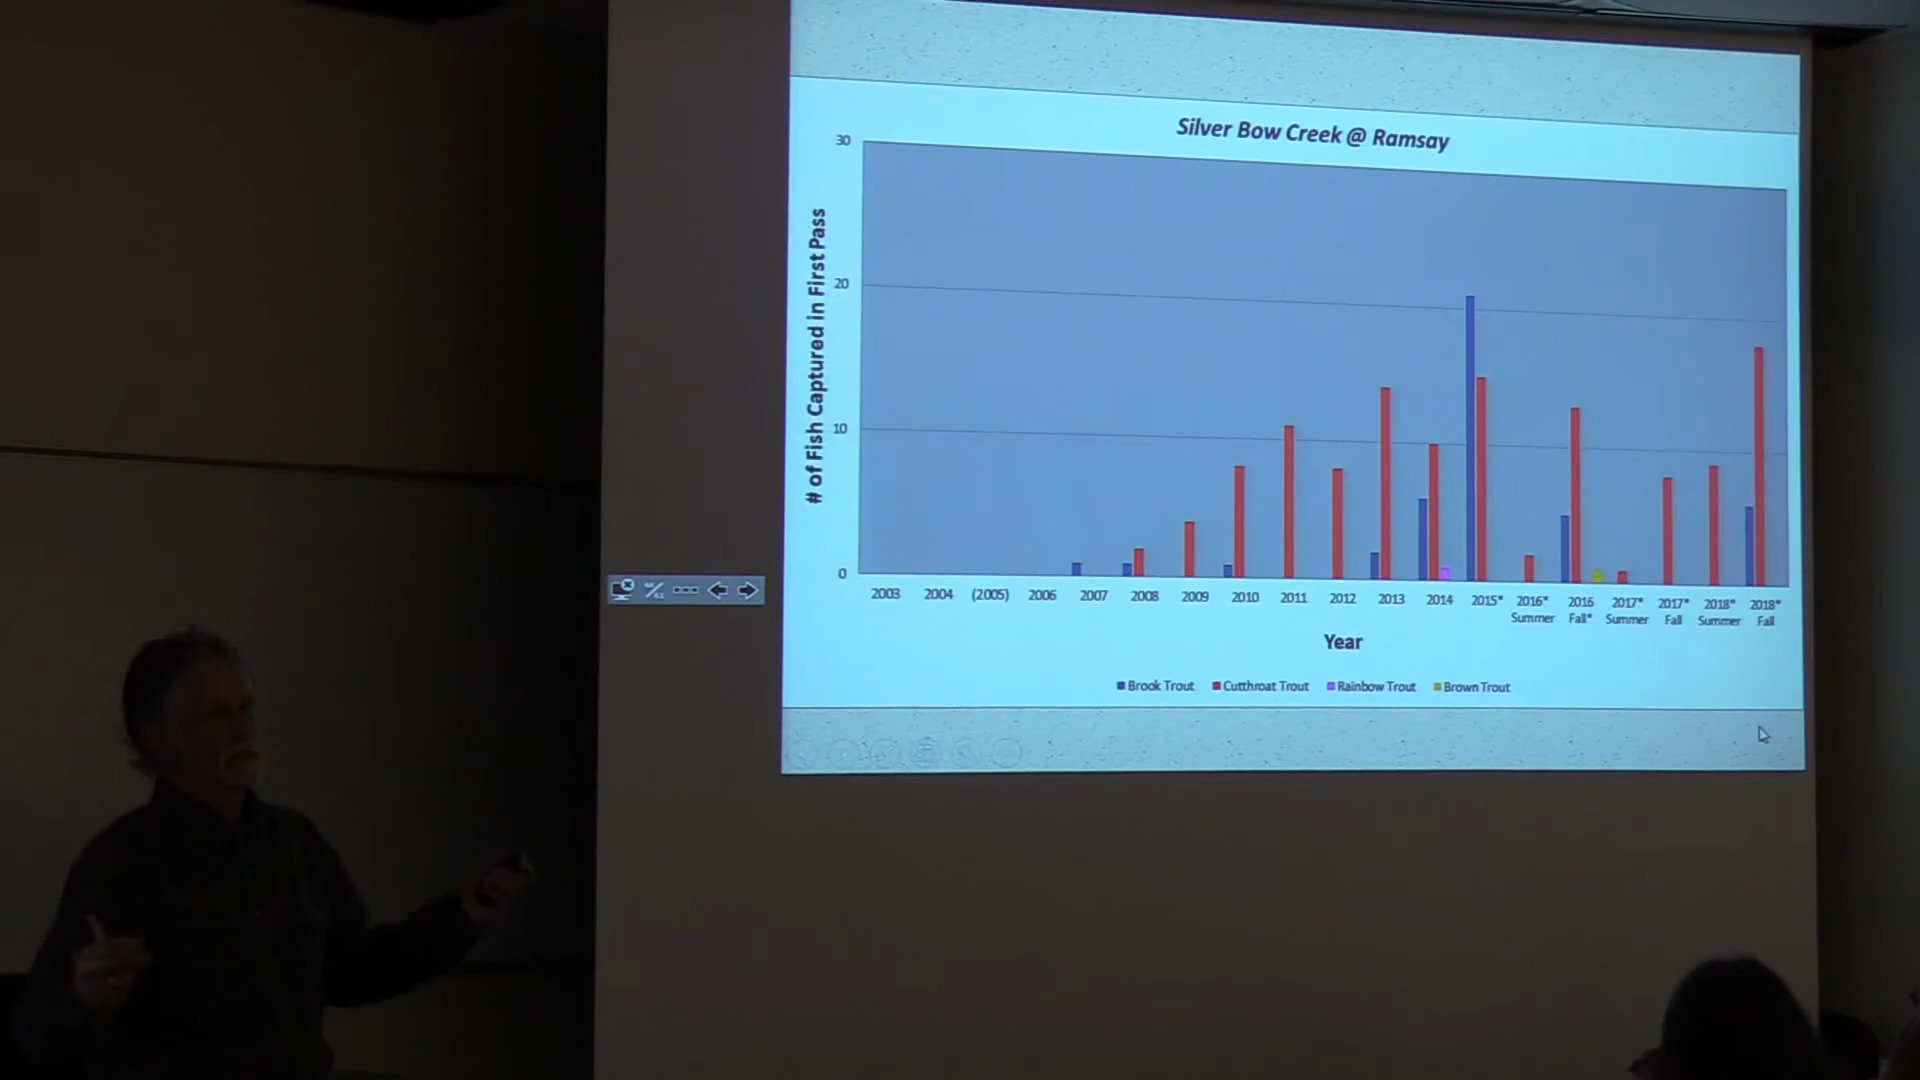 Silver Bow Creek @ Ramsay
# of Fish Captured in First Pass
30
20
10
0
2003 2004 (2005) 2006 2007 2008 2009 2010 2011 2012 2013 2014 2015* 2016* Summer 2016 Fall* 2017* Summer 2017* Fall 2018* Summer 2018* Fall
Year
Brook Trout Cutthroat Trout Rainbow Trout Brown Trout